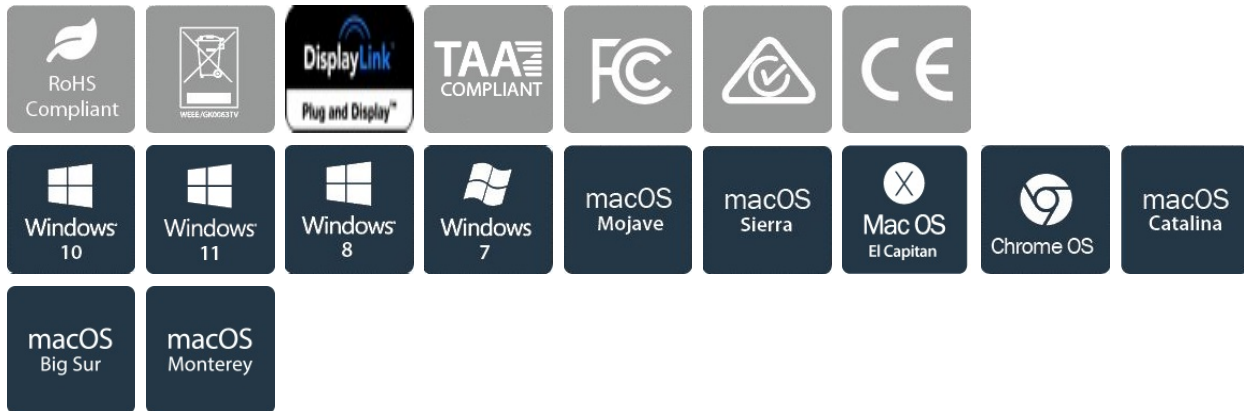 RoHS
Compliant
WEEE/GK0083TV
DisplayLink
Plug and Display™
TAA
COMPLIANT
FC
CE
Windows
10
Windows
11
Windows
8
Windows
7
macOS
Mojave
macOS
Sierra
X
Mac OS
El Capitan
Chrome OS
macOS
Catalina
macOS
Big Sur
macOS
Monterey